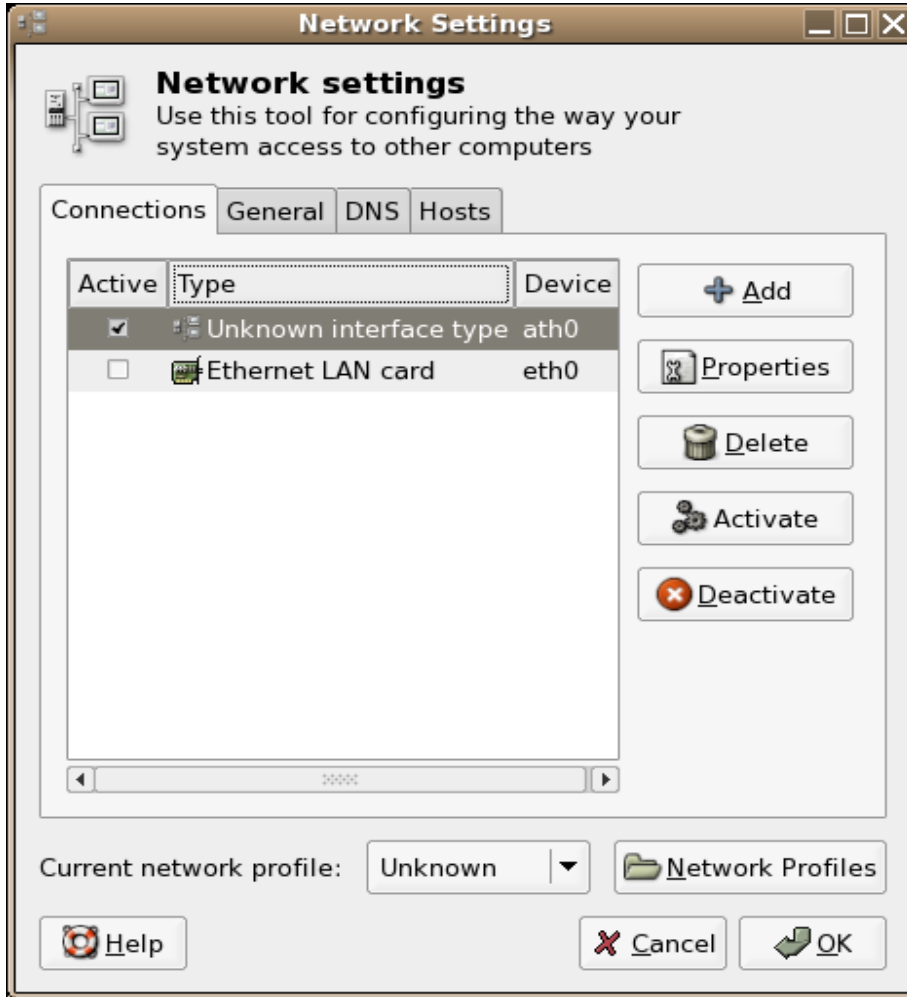 Network Settings
Network settings
Use this tool for configuring the way your
system access to other computers
Connections General DNS Hosts
Active Type Device
Unknown interface type ath0
Ethernet LAN card eth0
Add
Properties
Delete
Activate
Deactivate
Current network profile: Unknown Network Profiles
Help Cancel OK